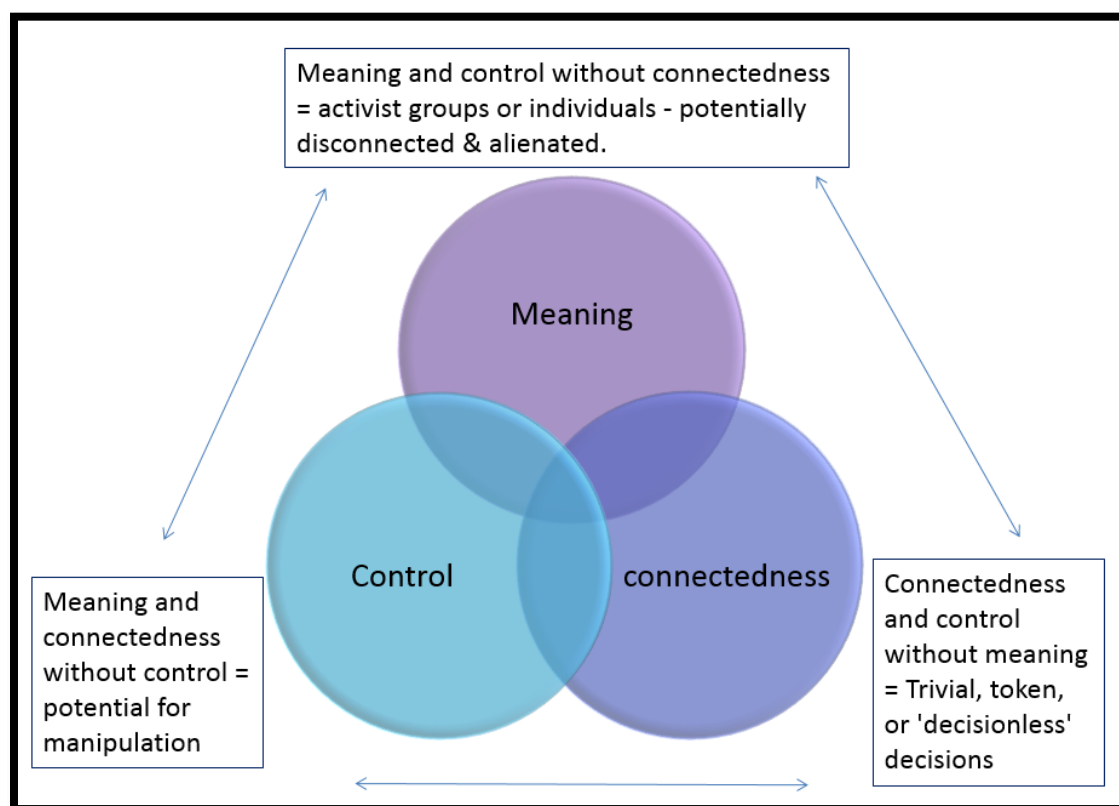 Meaning and control without connectedness
= activist groups or individuals - potentially
disconnected & alienated.
Meaning
Control
connectedness
Meaning and
connectedness
without control =
potential for
manipulation
Connectedness
and control
without meaning
= Trivial, token,
or 'decisionless'
decisions